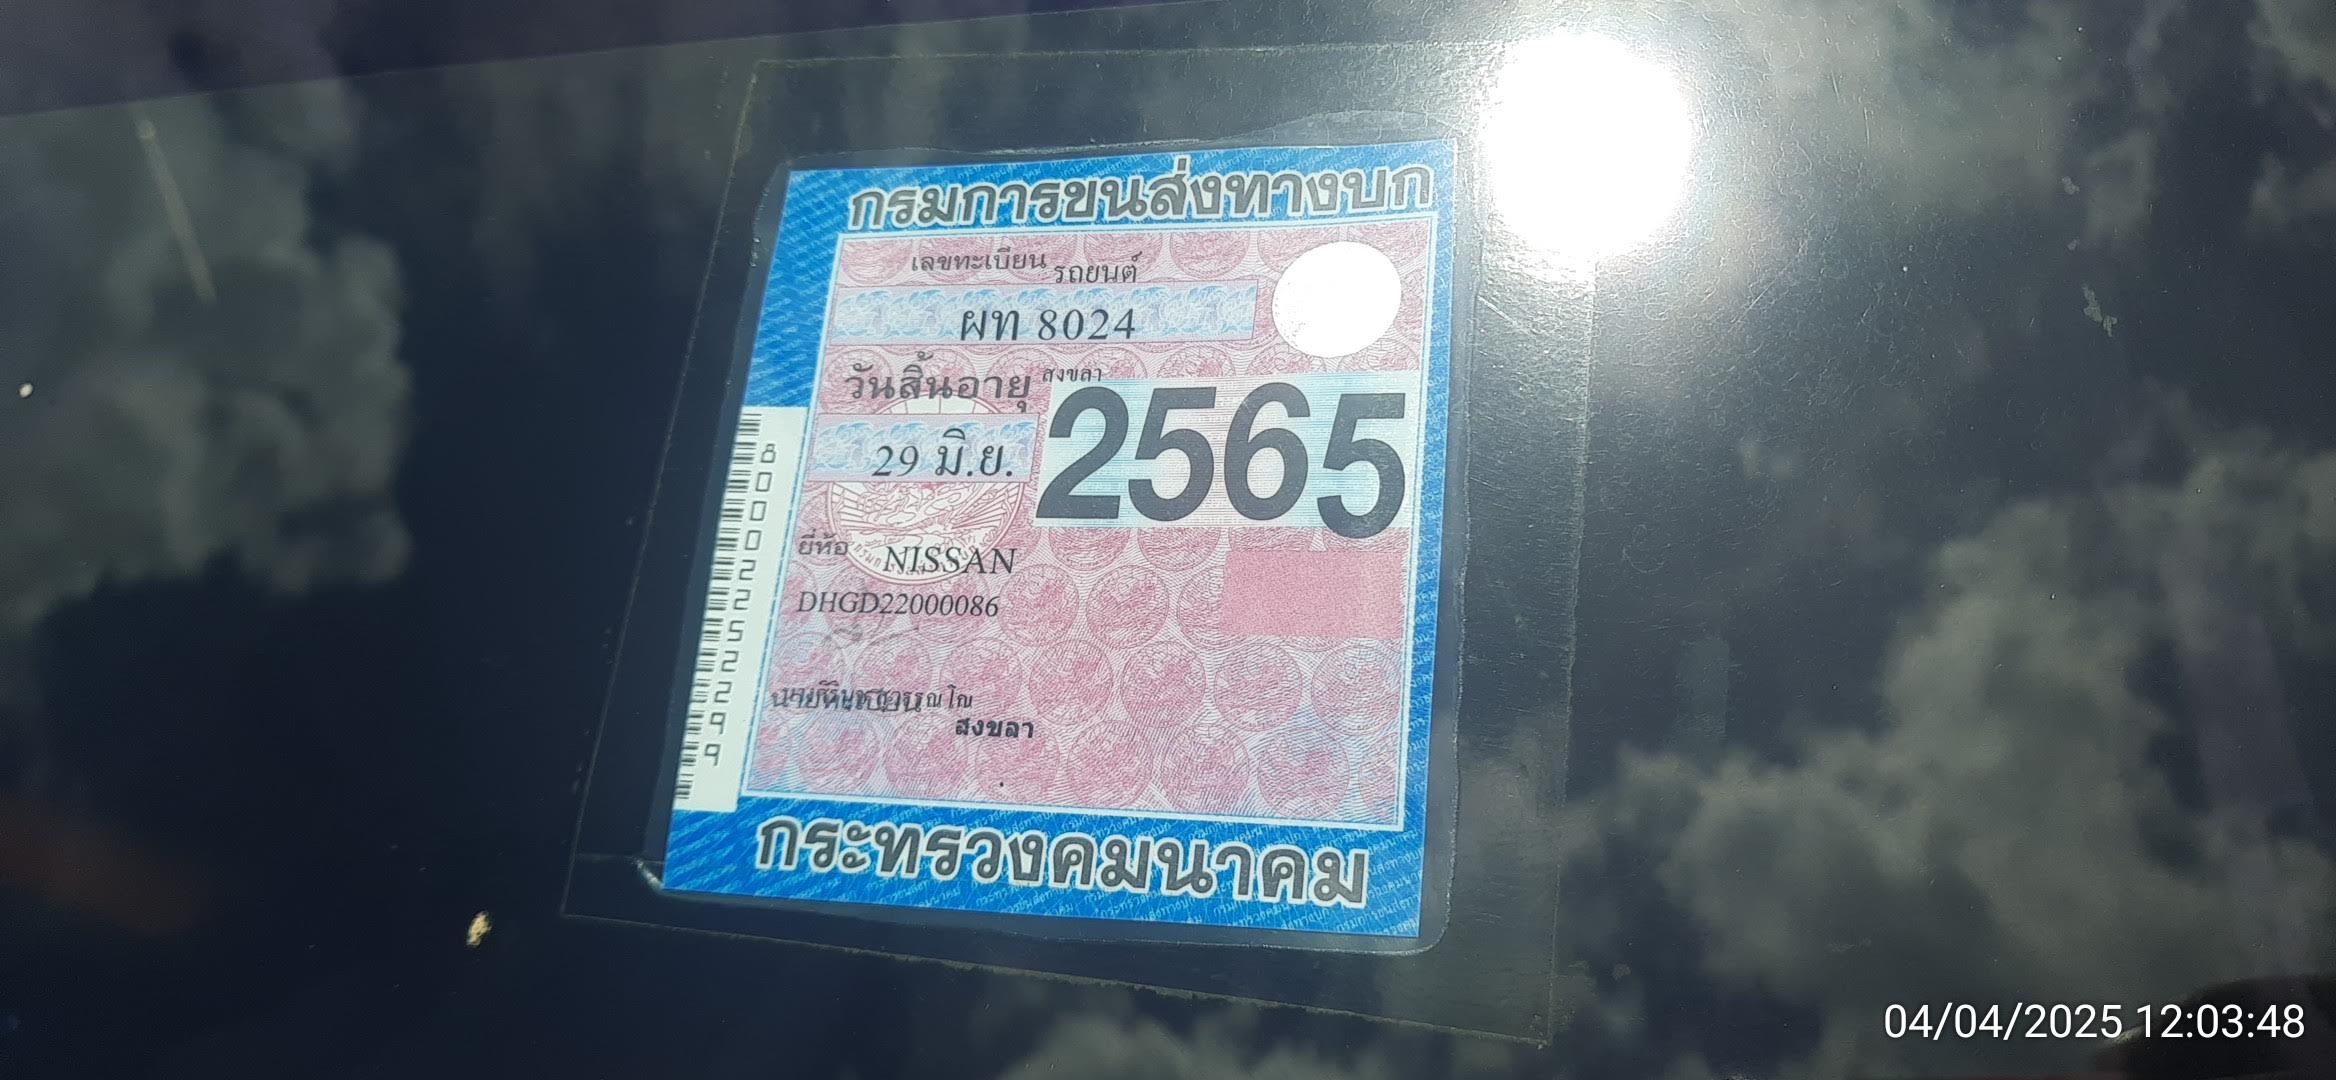 กรมการขนส่งทางบก
เลขทะเบียน รถยนต์
ผท 8024
สงขลา
วันสิ้นอายุ
29 มิ.ย. 2565
ยี่ห้อ NISSAN
DHGD22000086
สงขลา
8000225229 9
กระทรวงคมนาคม
04/04/2025 12:03:48